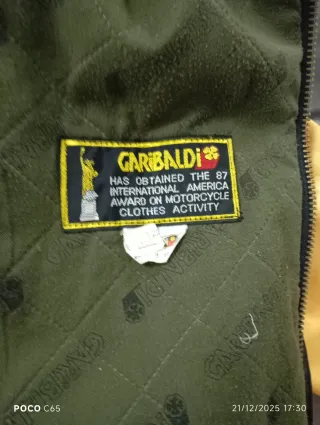 GARiBALDi
HAS OBTAINED THE 87
INTERNATIONAL AMERICA
AWARD ON MOTORCYCLE
CLOTHES ACTIVITY
GARIBALDI
POCO C65
21/12/2025 17:30